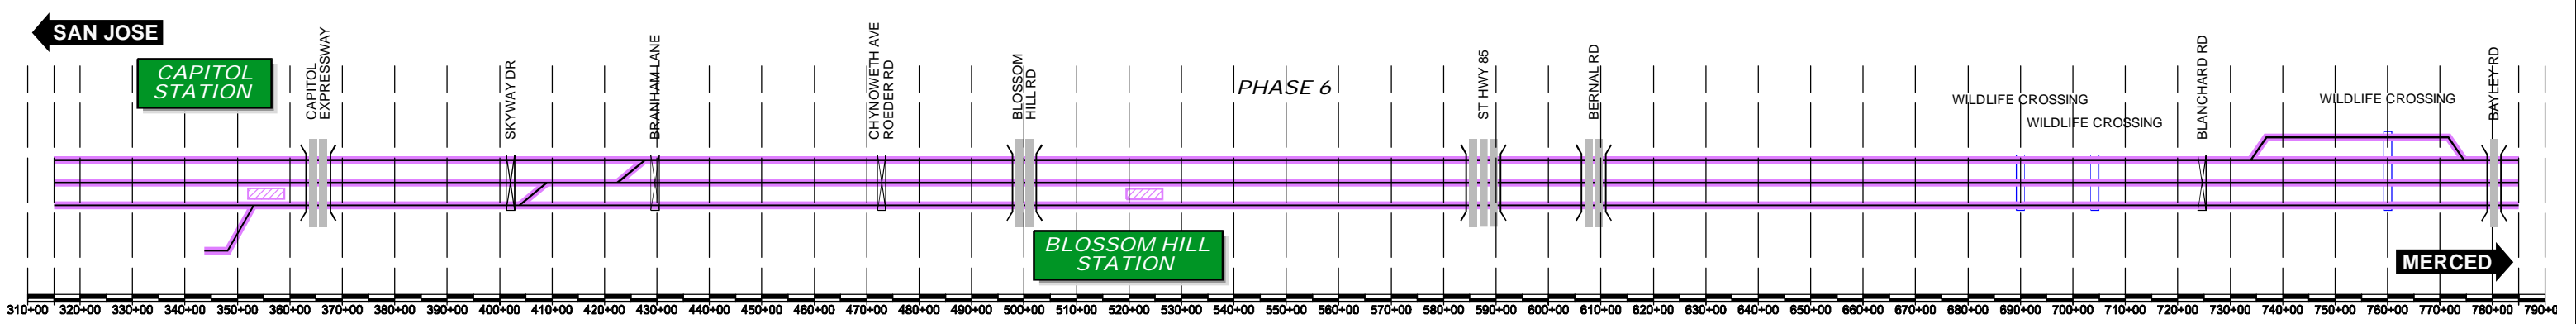 SAN JOSE
CAPITOL
STATION
CAPITOL
EXPRESSWAY
SKYWAY DR
BRANHAM LANE
CHYNOWETH AVE
ROEDER RD
BLOSSOM
HILL RD
PHASE 6
ST HWY 85
BERNAL RD
WILDLIFE CROSSING
WILDLIFE CROSSING
BLANCHARD RD
WILDLIFE CROSSING
BAYLEY RD
BLOSSOM HILL
STATION
MERCED
310+00 320+00 330+00 340+00 350+00 360+00 370+00 380+00 390+00 400+00 410+00 420+00 430+00 440+00 450+00 460+00 470+00 480+00 490+00 500+00 510+00 520+00 530+00 540+00 550+00 560+00 570+00 580+00 590+00 600+00 610+00 620+00 630+00 640+00 650+00 660+00 670+00 680+00 690+00 700+00 710+00 720+00 730+00 740+00 750+00 760+00 770+00 780+00